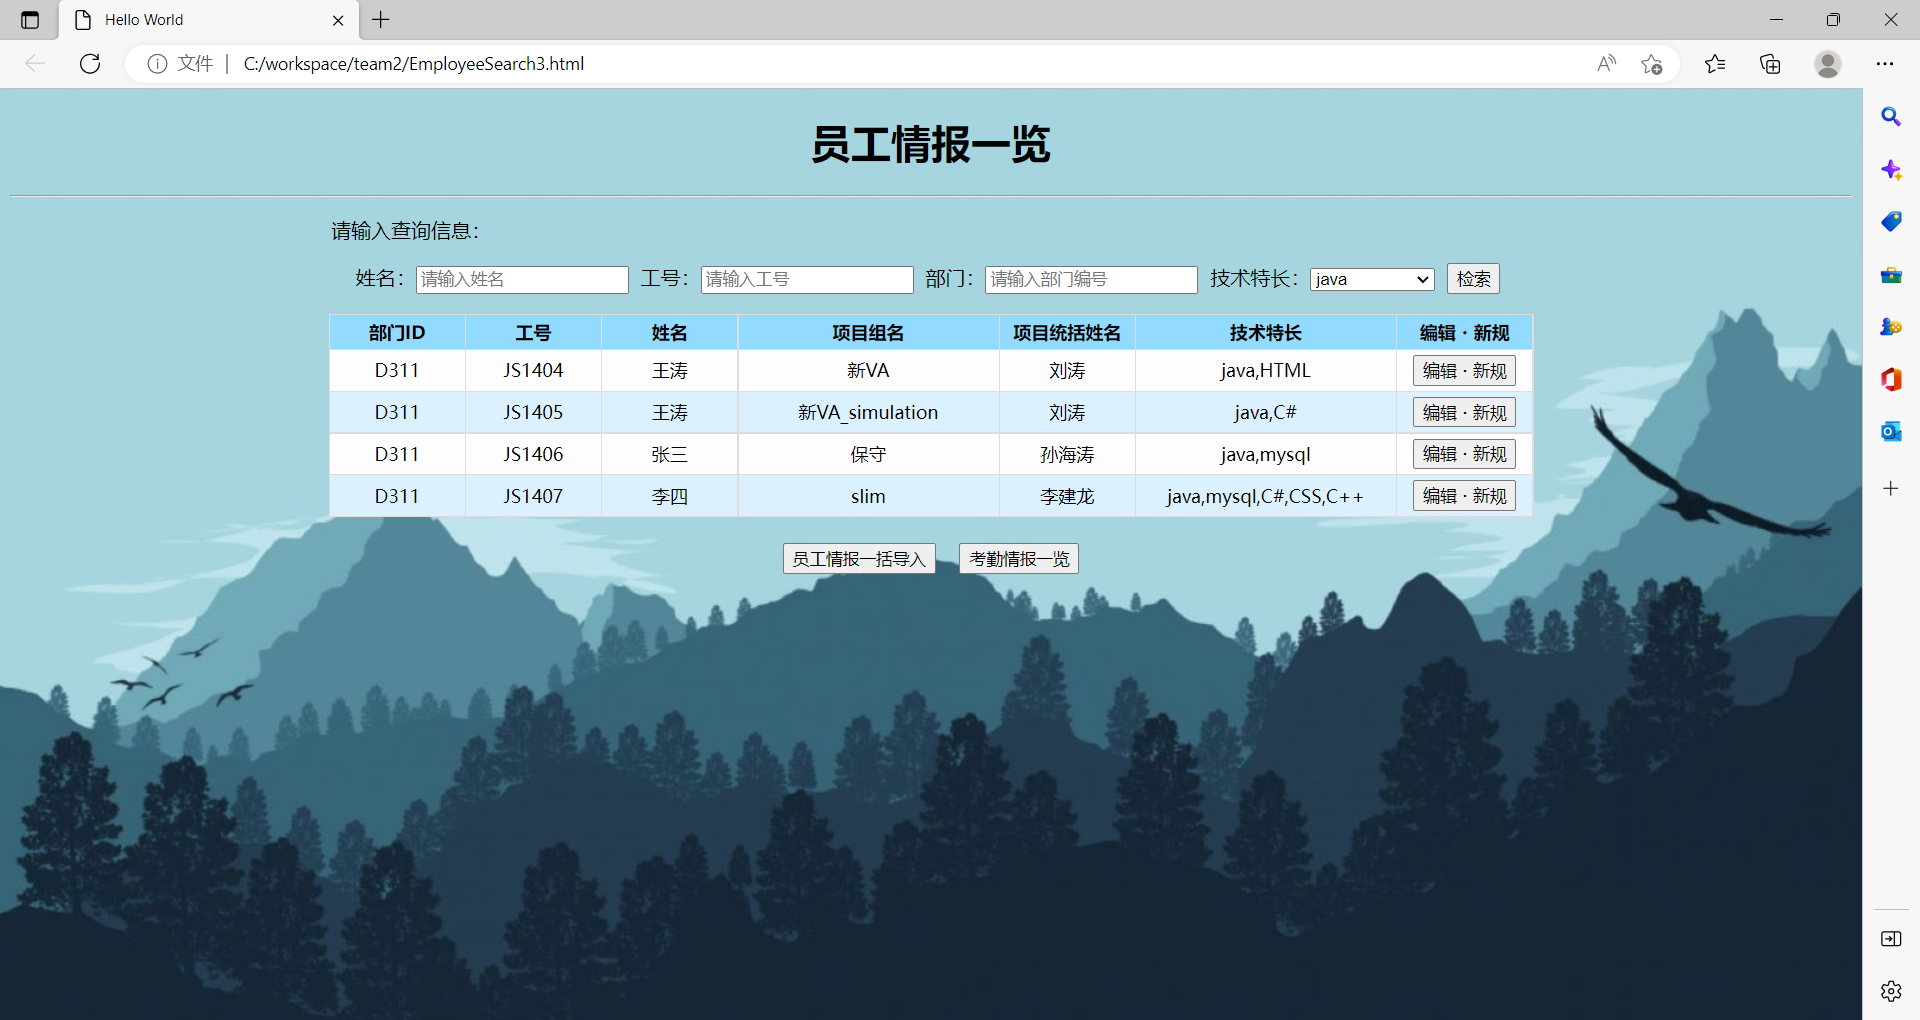 Hello World
文件 C:/workspace/team2/EmployeeSearch3.html
员工情报一览
请输入查询信息：
姓名： 请输入姓名 工号： 请输入工号 部门： 请输入部门编号 技术特长： java 检索
部门ID 工号 姓名 项目组名 项目统括姓名 技术特长 编辑·新规
D311 JS1404 王涛 新VA 刘涛 java,HTML 编辑·新规
D311 JS1405 王涛 新VA_simulation 刘涛 java,C# 编辑·新规
D311 JS1406 张三 保守 孙海涛 java,mysql 编辑·新规
D311 JS1407 李四 slim 李建龙 java,mysql,C#,CSS,C++ 编辑·新规
员工情报一括导入 考勤情报一览